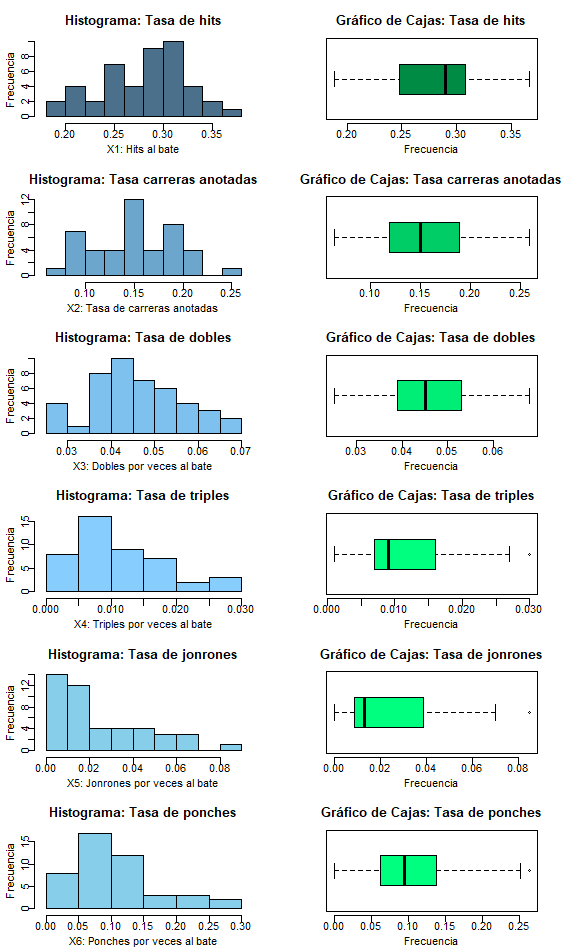 Histograma: Tasa de hits
Frecuencia
0 2 4 8
0.20 0.25 0.30 0.35
X1: Hits al bate
Gráfico de Cajas: Tasa de hits
0.20 0.25 0.30 0.35
Frecuencia
Histograma: Tasa carreras anotadas
Frecuencia
0 4 8 12
0.10 0.15 0.20 0.25
X2: Tasa de carreras anotadas
Gráfico de Cajas: Tasa carreras anotadas
0.10 0.15 0.20 0.25
Frecuencia
Histograma: Tasa de dobles
Frecuencia
0 2 4 8
0.03 0.04 0.05 0.06 0.07
X3: Dobles por veces al bate
Gráfico de Cajas: Tasa de dobles
0.03 0.04 0.05 0.06
Frecuencia
Histograma: Tasa de triples
Frecuencia
0 5 15
0.000 0.010 0.020 0.030
X4: Triples por veces al bate
Gráfico de Cajas: Tasa de triples
0.000 0.010 0.020 0.030
Frecuencia
Histograma: Tasa de jonrones
Frecuencia
0 4 12
0.00 0.02 0.04 0.06 0.08
X5: Jonrones por veces al bate
Gráfico de Cajas: Tasa de jonrones
0.00 0.02 0.04 0.06 0.08
Frecuencia
Histograma: Tasa de ponches
Frecuencia
0 5 15
0.00 0.05 0.10 0.15 0.20 0.25 0.30
X6: Ponches por veces al bate
Gráfico de Cajas: Tasa de ponches
0.00 0.05 0.10 0.15 0.20 0.25
Frecuencia